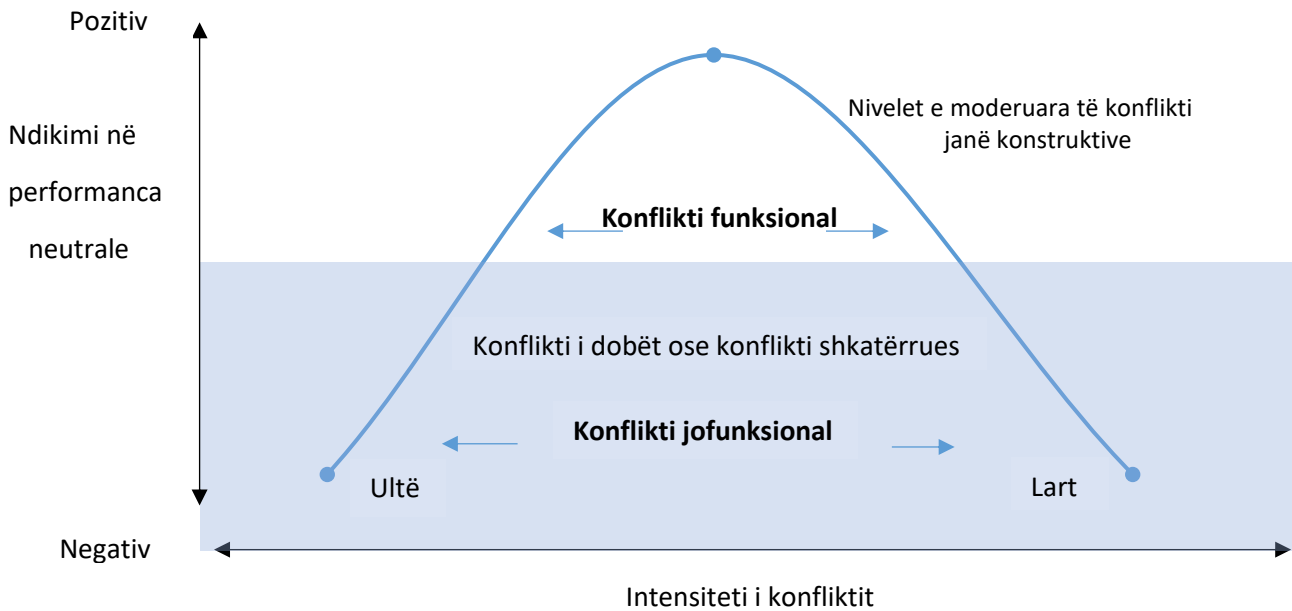 Pozitiv
Nivelet e moderuara të konflikti
janë konstruktive
Ndikimi në
performanca
neutrale
Konflikti funksional
Konflikti i dobët ose konflikti shkatërrues
Konflikti jofunksional
Ultë
Lart
Negativ
Intensiteti i konfliktit